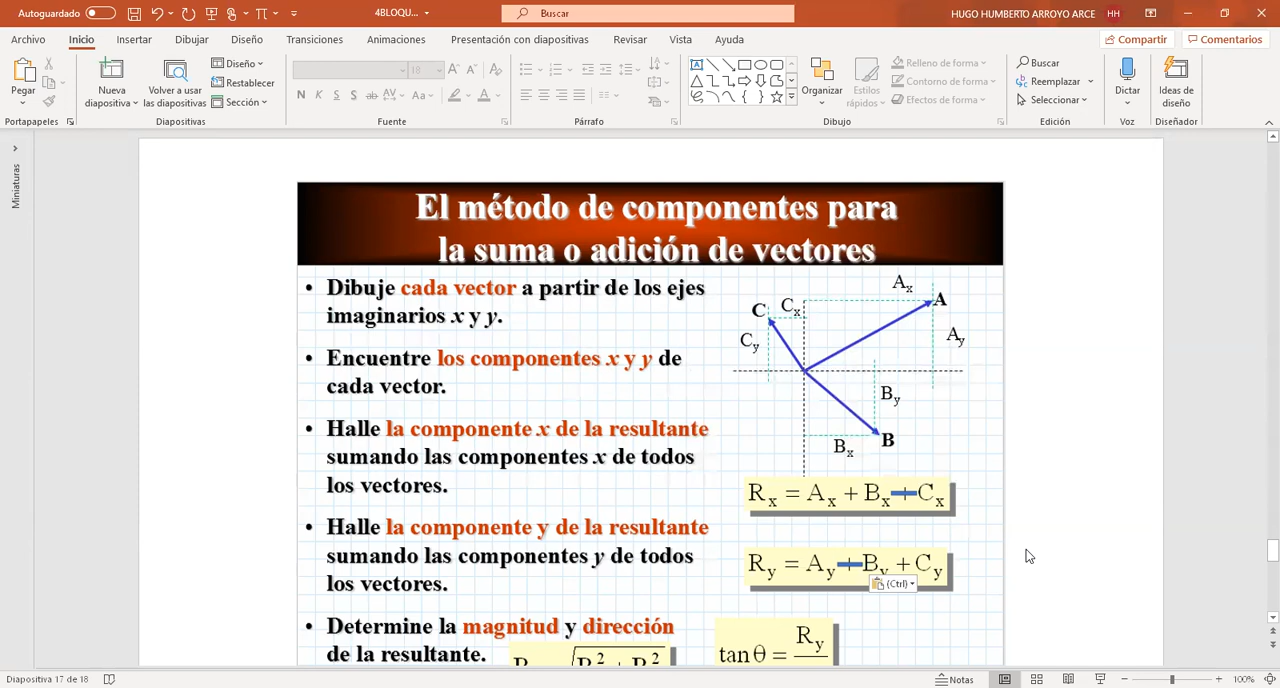 Autoguardado
4BLOQU...
Buscar
HUGO HUMBERTO ARROYO ARCE
HH
Archivo Inicio Insertar Dibujar Diseño Transiciones Animaciones Presentación con diapositivas Revisar Vista Ayuda
Compartir Comentarios
Pegar
Nueva diapositiva
Volver a usar las diapositivas
Diseño
Restablecer
Sección
18
N K S S ab AV Aa A
Organizar
Estilos rápidos
Relleno de forma
Contorno de forma
Efectos de forma
Buscar
Reemplazar
Seleccionar
Dictar
Ideas de diseño
Portapapeles Diapositivas Fuente Párrafo Dibujo Edición Voz Diseñador
Miniaturas
El método de componentes para
la suma o adición de vectores
• Dibuje cada vector a partir de los ejes
imaginarios x y y.
• Encuentre los componentes x y y de
cada vector.
• Halle la componente x de la resultante
sumando las componentes x de todos
los vectores.
• Halle la componente y de la resultante
sumando las componentes y de todos
los vectores.
• Determine la magnitud y dirección
de la resultante.
Ax
A
C
Cx
Cy
Ay
By
B
Bx
Rx = Ax + Bx + Cx
Ry = Ay + By + Cy
(Ctrl)
Ry
tan θ =
Diapositiva 17 de 18
Notas
100%